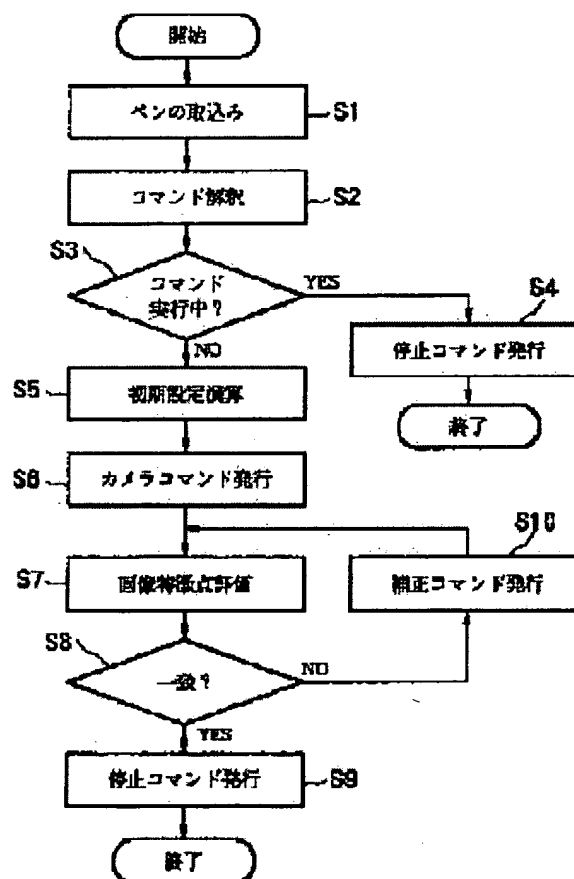 開始
ペンの取込み
S1
コマンド解釈
S2
S3
コマンド
実行中?
YES
S4
停止コマンド発行
終了
NO
S5
初期設定演算
S6
カメラコマンド発行
S10
補正コマンド発行
S7
画像特徴点評価
S8
一致?
NO
YES
停止コマンド発行
S9
終了